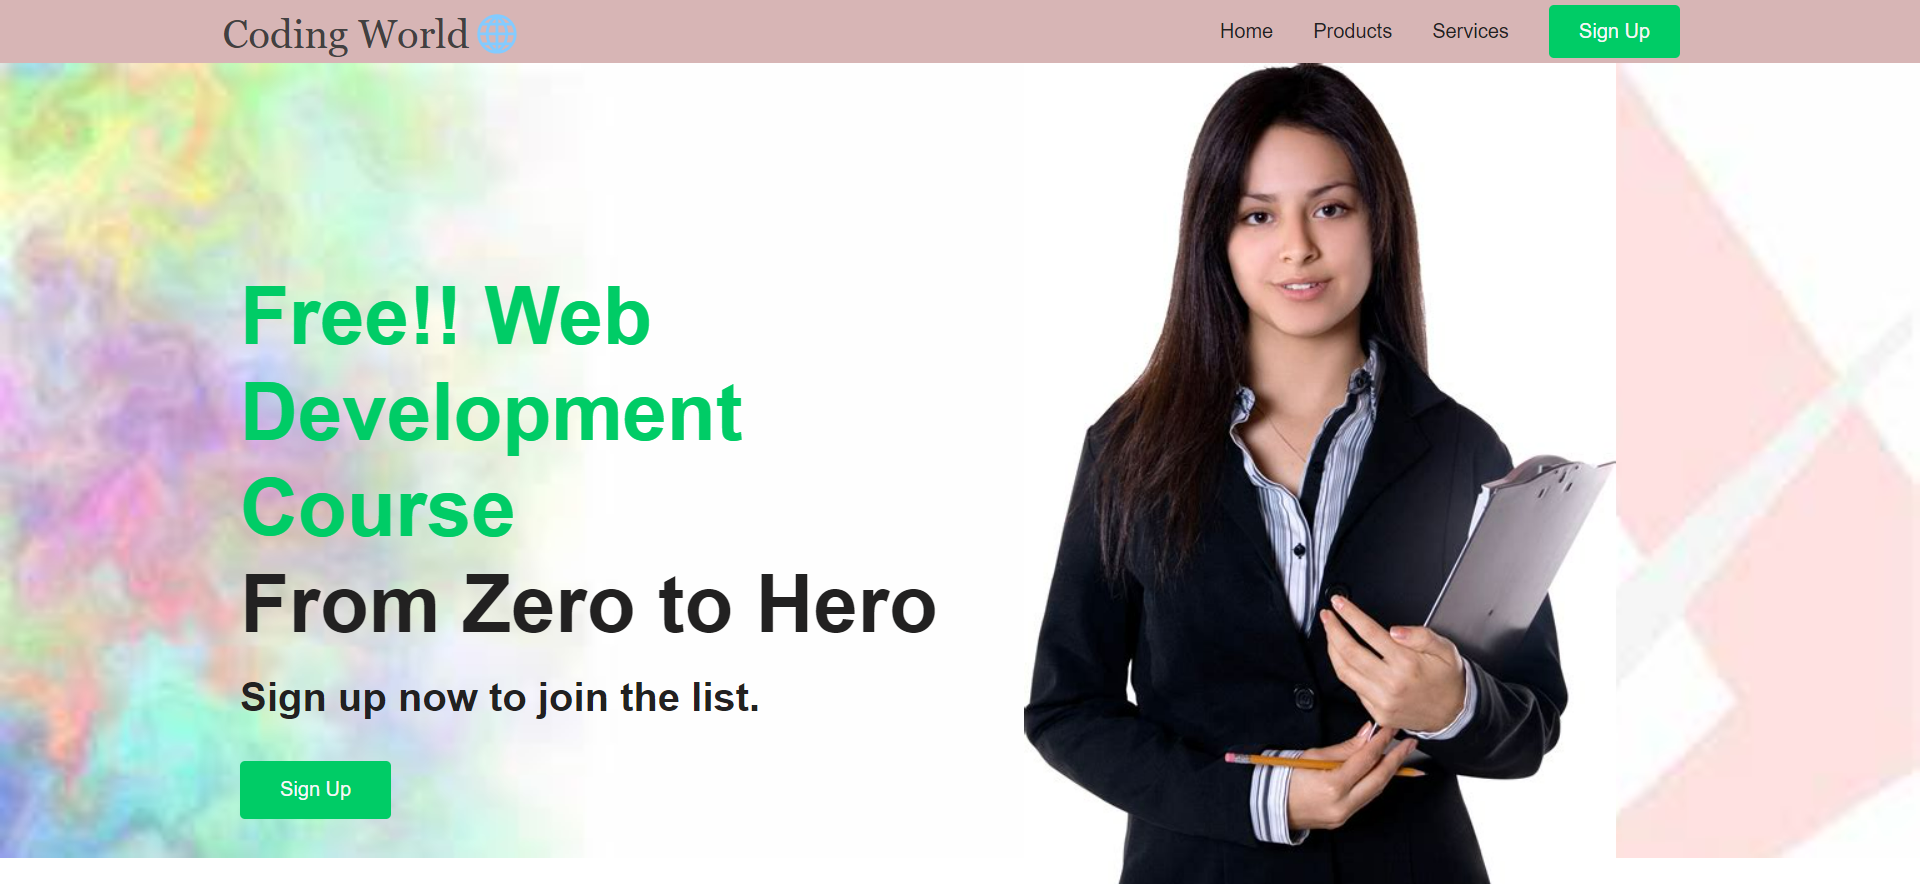 Coding World
Home Products Services Sign Up
Free!! Web
Development
Course
From Zero to Hero
Sign up now to join the list.
Sign Up